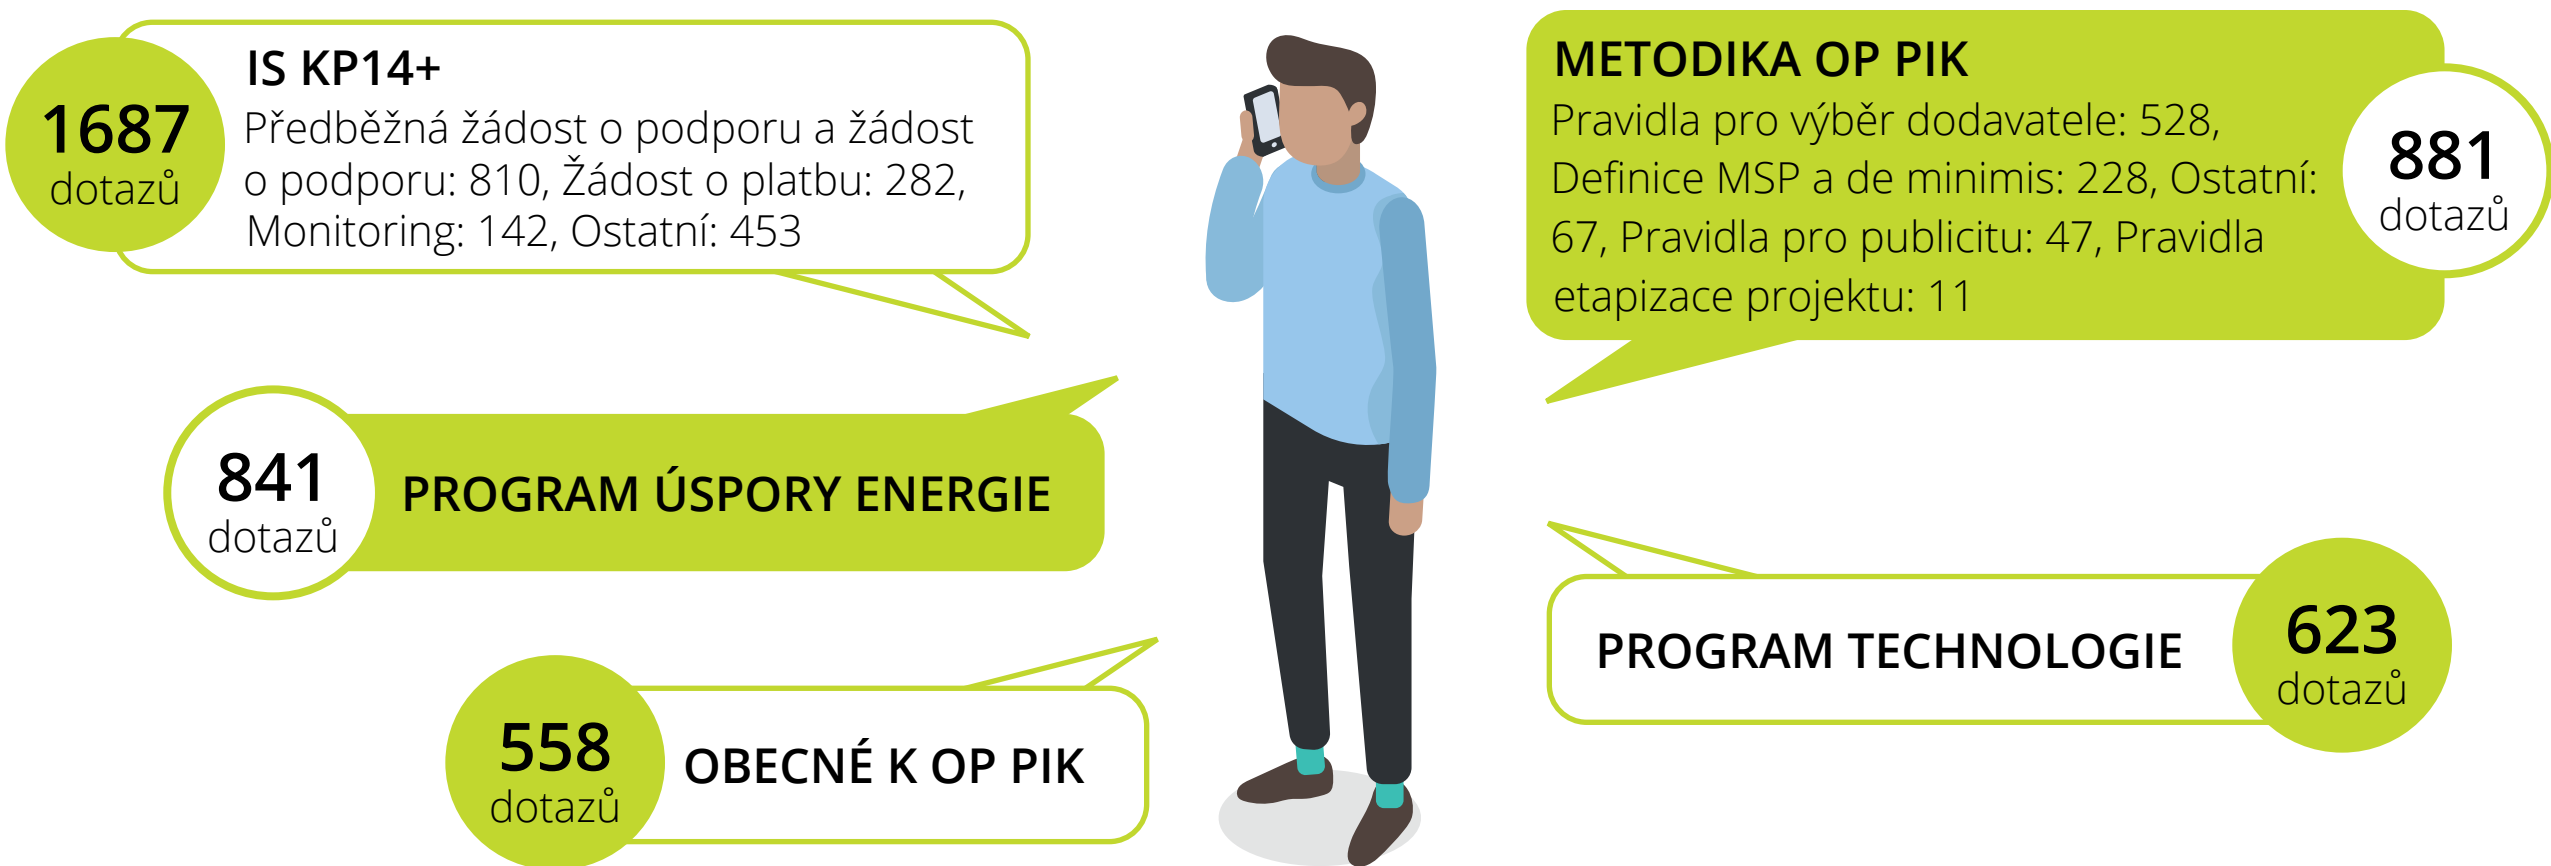 1687
dotazů
IS KP14+
Předběžná žádost o podporu a žádost
o podporu: 810, Žádost o platbu: 282,
Monitoring: 142, Ostatní: 453
METODIKA OP PIK
Pravidla pro výběr dodavatele: 528,
Definice MSP a de minimis: 228, Ostatní:
67, Pravidla pro publicitu: 47, Pravidla
etapizace projektu: 11
881
dotazů
841
dotazů
PROGRAM ÚSPORY ENERGIE
PROGRAM TECHNOLOGIE
623
dotazů
558
dotazů
OBECNÉ K OP PIK